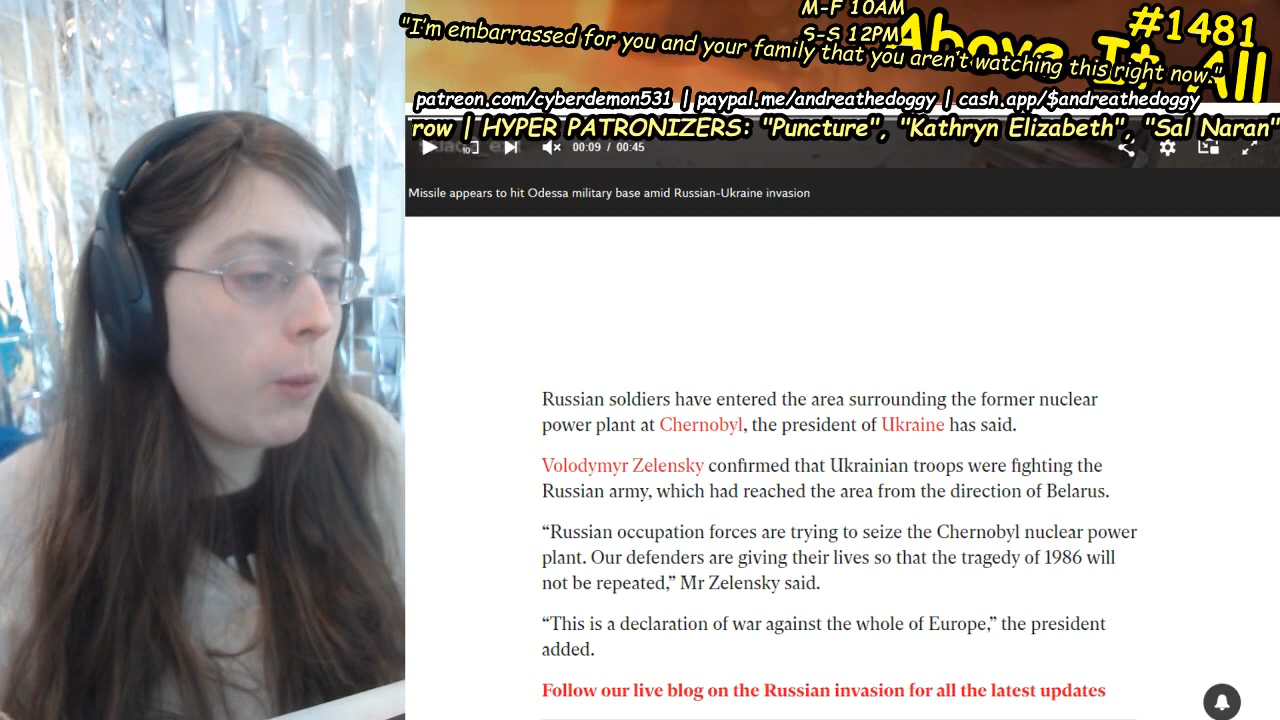 M-F 10AM
S-S 12PM
Above It All
#1481
"I'm embarrassed for you and your family that you aren't watching this right now."
patreon.com/cyberdemon531 | paypal.me/andreathedoggy | cash.app/$andreathedoggy
row | HYPER PATRONIZERS: "Puncture", "Kathryn Elizabeth", "Sal Naran"
10
00:09 / 00:45
Missile appears to hit Odessa military base amid Russian-Ukraine invasion
Russian soldiers have entered the area surrounding the former nuclear
power plant at Chernobyl, the president of Ukraine has said.
Volodymyr Zelensky confirmed that Ukrainian troops were fighting the
Russian army, which had reached the area from the direction of Belarus.
“Russian occupation forces are trying to seize the Chernobyl nuclear power
plant. Our defenders are giving their lives so that the tragedy of 1986 will
not be repeated,” Mr Zelensky said.
“This is a declaration of war against the whole of Europe,” the president
added.
Follow our live blog on the Russian invasion for all the latest updates